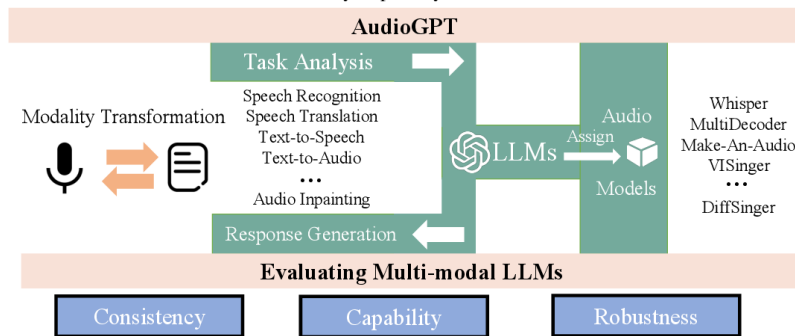 AudioGPT
Task Analysis
Modality Transformation
Speech Recognition
Speech Translation
Text-to-Speech
Text-to-Audio
...
Audio Inpainting
Response Generation
LLMs
Assign
Audio
Models
Whisper
MultiDecoder
Make-An-Audio
VISinger
...
DiffSinger
Evaluating Multi-modal LLMs
Consistency
Capability
Robustness